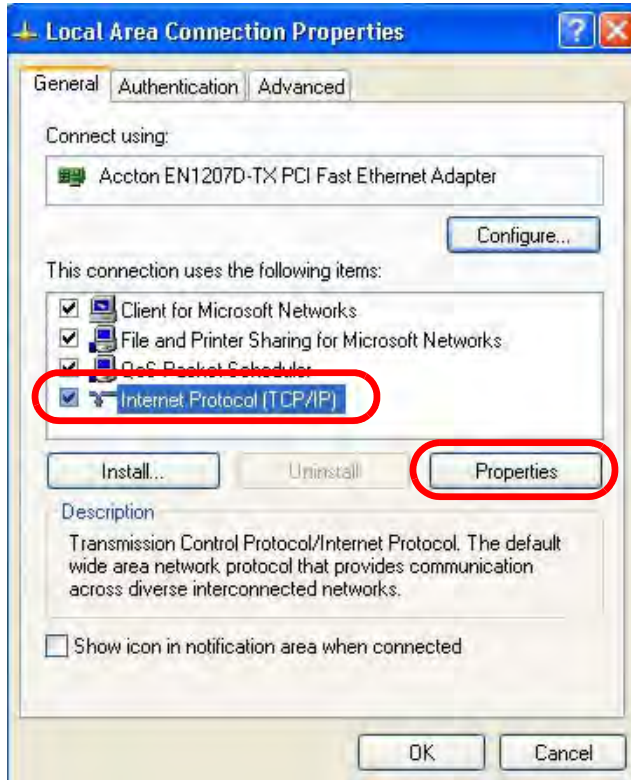 Local Area Connection Properties
General Authentication Advanced
Connect using:
Accton EN1207D-TX PCI Fast Ethernet Adapter
Configure...
This connection uses the following items:
Client for Microsoft Networks
File and Printer Sharing for Microsoft Networks
QoS Packet Scheduler
Internet Protocol (TCP/IP)
Install... Uninstall Properties
Description
Transmission Control Protocol/Internet Protocol. The default
wide area network protocol that provides communication
across diverse interconnected networks.
Show icon in notification area when connected
OK Cancel